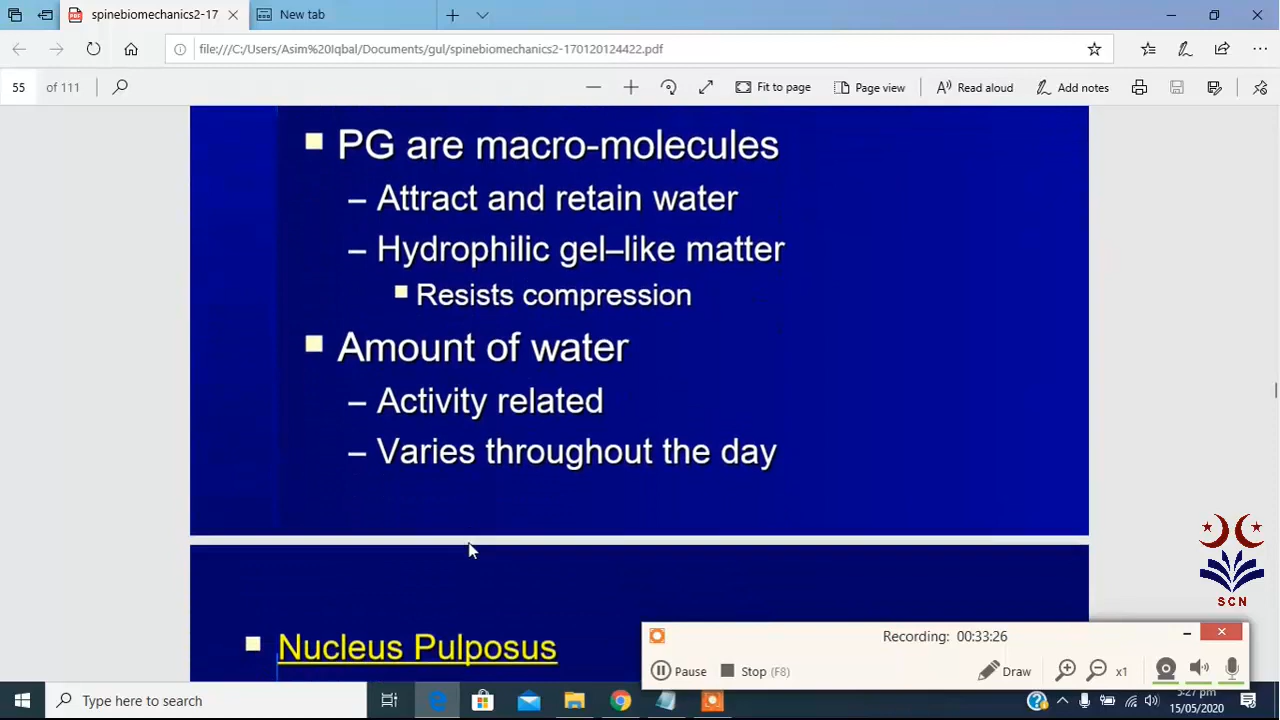 spinebiomechanics2-17
New tab
file:///C:/Users/Asim%20Iqbal/Documents/gul/spinebiomechanics2-170120124422.pdf
55 of 111
Fit to page
Page view
Read aloud
Add notes
PG are macro-molecules
– Attract and retain water
– Hydrophilic gel–like matter
Resists compression
Amount of water
– Activity related
– Varies throughout the day
SCN
Nucleus Pulposus
Recording: 00:33:26
Pause
Stop (F8)
Draw
x1
Type here to search
5:27 pm
15/05/2020